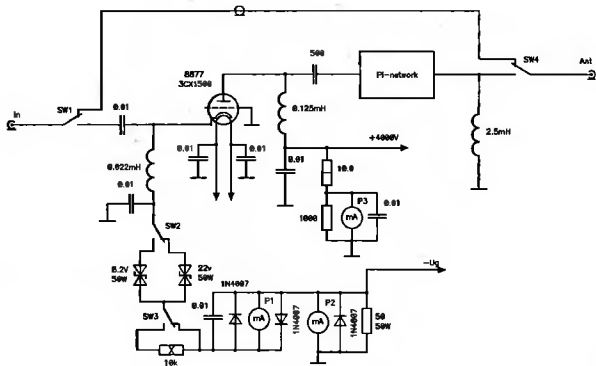 8877
3CX1500
500
Pi-network
SW4
Ant
In
SW1
0.01
0.125mH
0.01
0.01
+4000V
2.5mH
0.022mH
0.01
10.0
P3
mA
0.01
1000
0.01
SW2
8.2V
50W
22v
50W
-Ug
1N4007
0.01
P1
mA
1N4007
P2
mA
1N4007
50
50W
SW3
10k